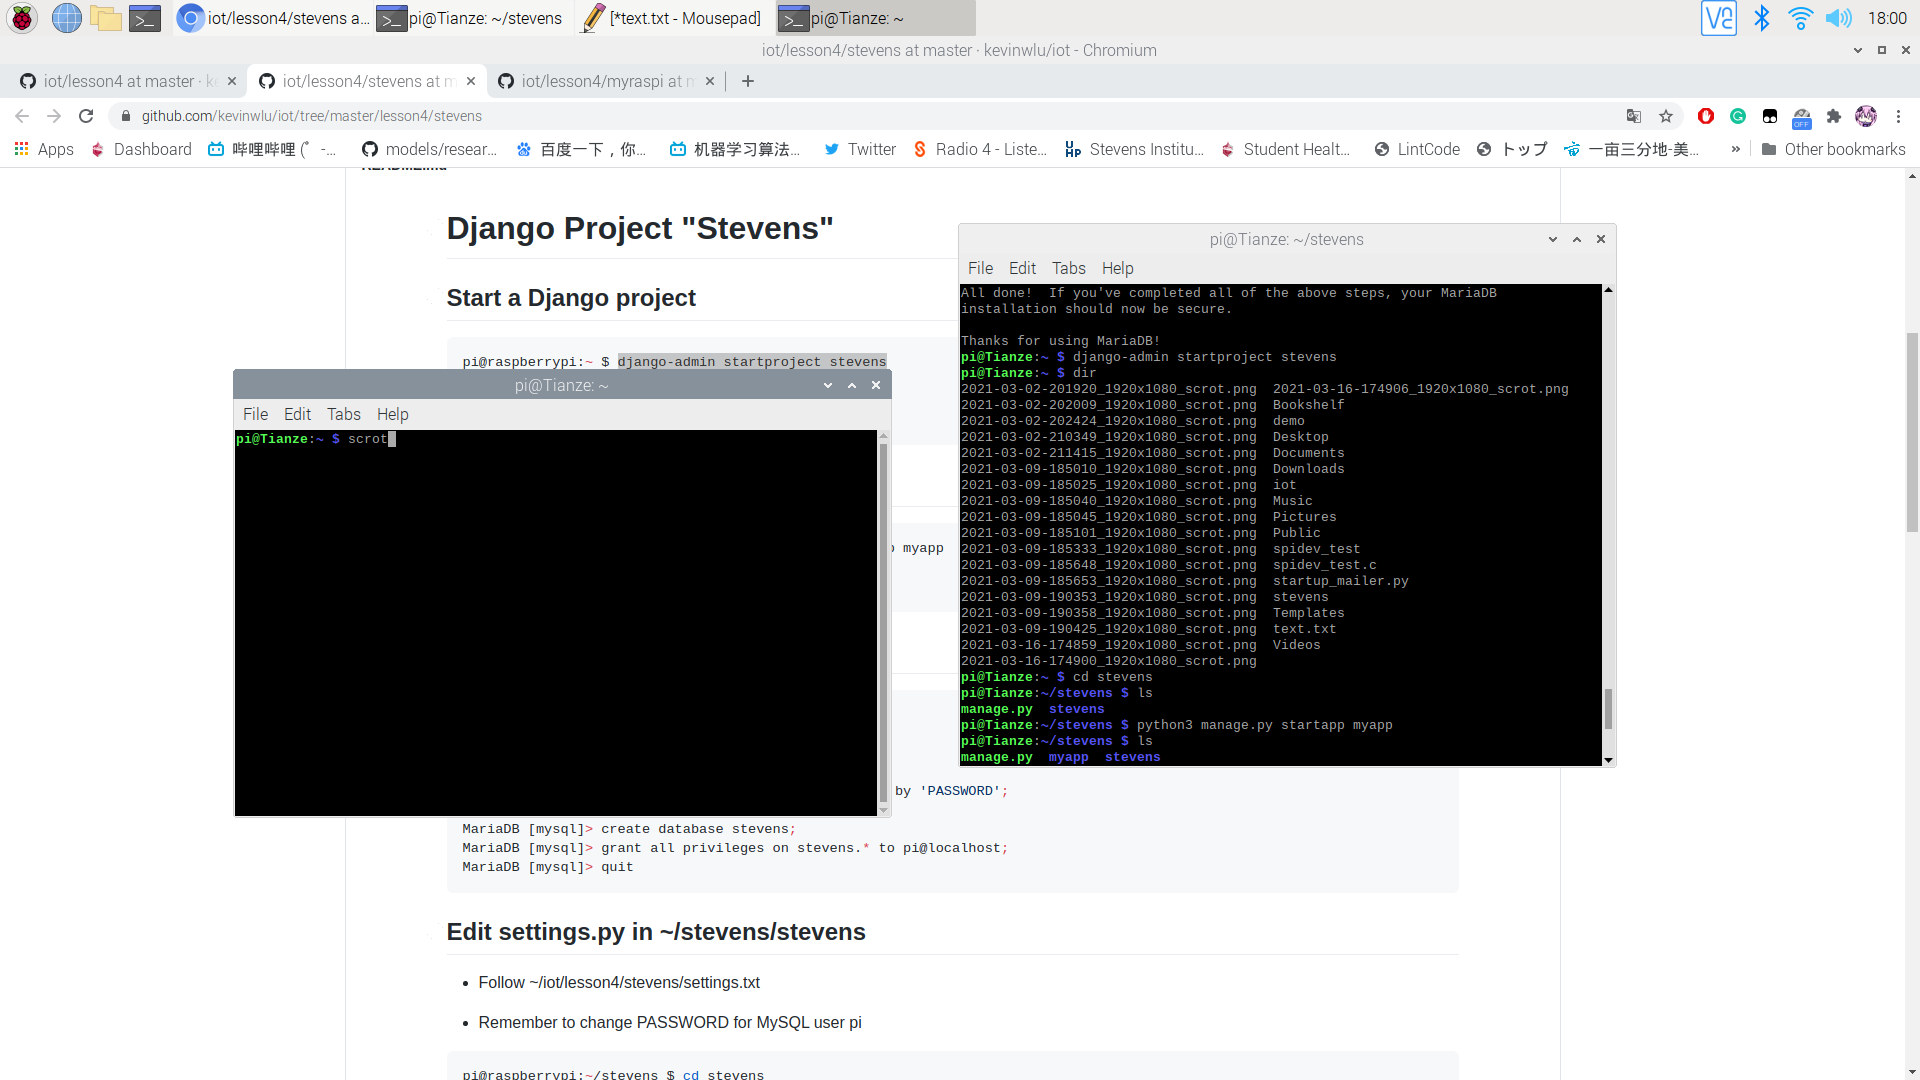 iot/lesson4/stevens a...
pi@Tianze: ~/stevens
[*text.txt - Mousepad]
pi@Tianze: ~
18:00
iot/lesson4/stevens at master · kevinwlu/iot - Chromium
iot/lesson4 at master · ke
iot/lesson4/stevens at m
iot/lesson4/myraspi at m
github.com/kevinwlu/iot/tree/master/lesson4/stevens
OFF
Apps
Dashboard
哔哩哔哩 (゜-...
models/resear...
百度一下，你...
机器学习算法...
Twitter
Radio 4 - Liste...
Stevens Institu...
Student Healt...
LintCode
トップ
一亩三分地-美...
Other bookmarks
README.md
Django Project "Stevens"
Start a Django project
pi@raspberrypi:~ $ django-admin startproject stevens
pi@Tianze: ~
File Edit Tabs Help
pi@Tianze:~ $ scrot
myapp
by 'PASSWORD';
MariaDB [mysql]> create database stevens;
MariaDB [mysql]> grant all privileges on stevens.* to pi@localhost;
MariaDB [mysql]> quit
Edit settings.py in ~/stevens/stevens
• Follow ~/iot/lesson4/stevens/settings.txt
• Remember to change PASSWORD for MySQL user pi
pi@raspberrypi:~/stevens $ cd stevens
pi@Tianze: ~/stevens
File Edit Tabs Help
All done!  If you've completed all of the above steps, your MariaDB
installation should now be secure.
Thanks for using MariaDB!
pi@Tianze:~ $ django-admin startproject stevens
pi@Tianze:~ $ dir
2021-03-02-201920_1920x1080_scrot.png  2021-03-16-174906_1920x1080_scrot.png
2021-03-02-202009_1920x1080_scrot.png  Bookshelf
2021-03-02-202424_1920x1080_scrot.png  demo
2021-03-02-210349_1920x1080_scrot.png  Desktop
2021-03-02-211415_1920x1080_scrot.png  Documents
2021-03-09-185010_1920x1080_scrot.png  Downloads
2021-03-09-185025_1920x1080_scrot.png  iot
2021-03-09-185040_1920x1080_scrot.png  Music
2021-03-09-185045_1920x1080_scrot.png  Pictures
2021-03-09-185101_1920x1080_scrot.png  Public
2021-03-09-185333_1920x1080_scrot.png  spidev_test
2021-03-09-185648_1920x1080_scrot.png  spidev_test.c
2021-03-09-185653_1920x1080_scrot.png  startup_mailer.py
2021-03-09-190353_1920x1080_scrot.png  stevens
2021-03-09-190358_1920x1080_scrot.png  Templates
2021-03-09-190425_1920x1080_scrot.png  text.txt
2021-03-16-174859_1920x1080_scrot.png  Videos
2021-03-16-174900_1920x1080_scrot.png
pi@Tianze:~ $ cd stevens
pi@Tianze:~/stevens $ ls
manage.py  stevens
pi@Tianze:~/stevens $ python3 manage.py startapp myapp
pi@Tianze:~/stevens $ ls
manage.py  myapp  stevens